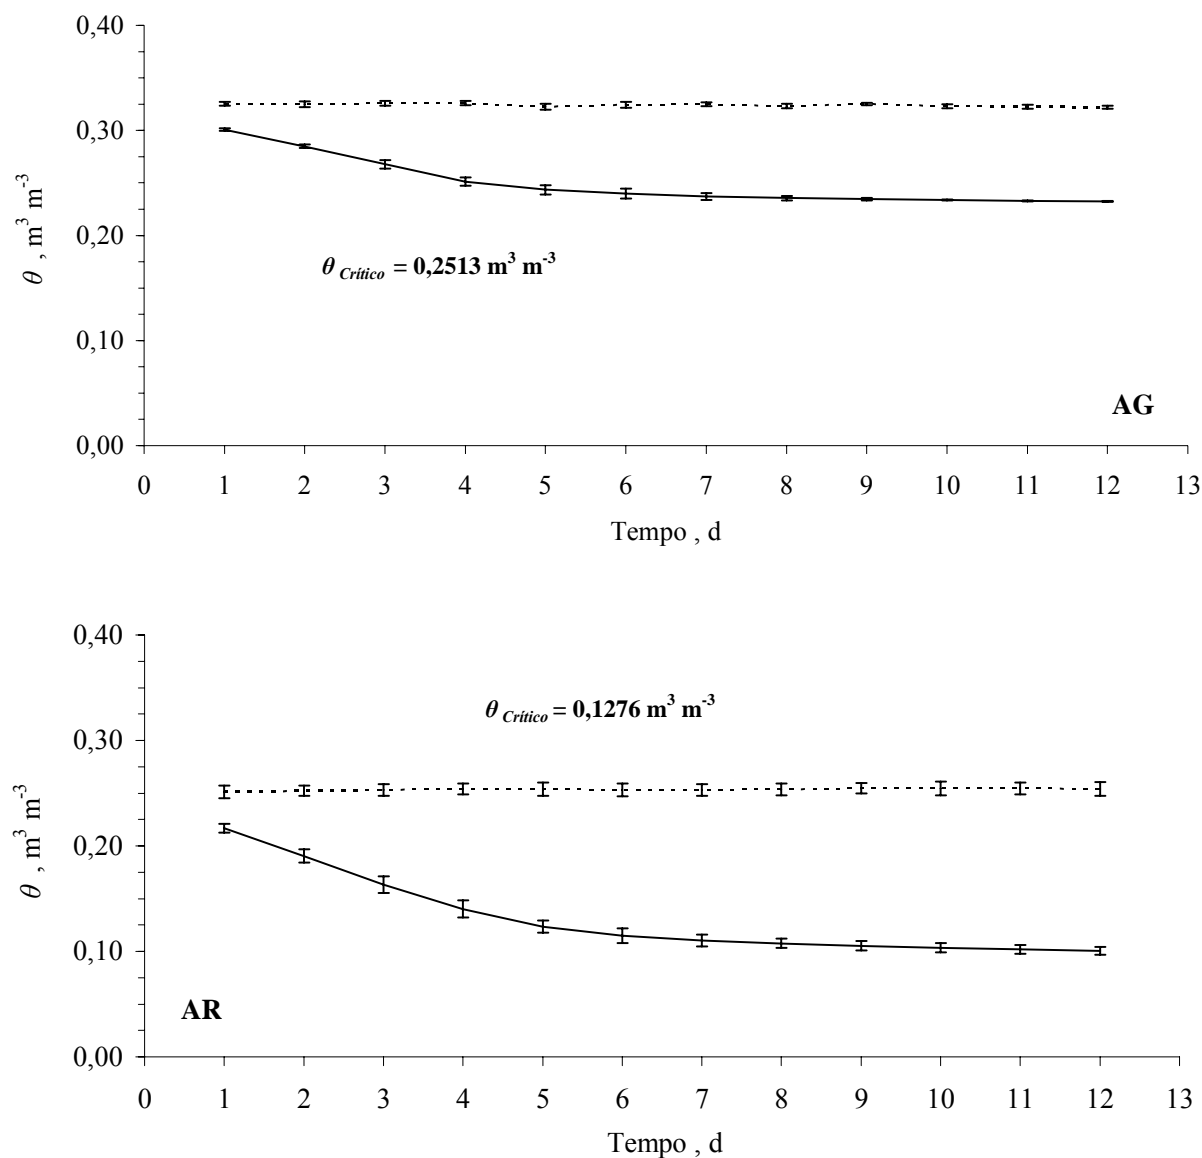 0,40
0,30
0,20
0,10
0,00
θ , m³ m⁻³
θ Crítico = 0,2513 m³ m⁻³
AG
0 1 2 3 4 5 6 7 8 9 10 11 12 13
Tempo , d
0,40
0,30
0,20
0,10
0,00
θ , m³ m⁻³
θ Crítico = 0,1276 m³ m⁻³
AR
0 1 2 3 4 5 6 7 8 9 10 11 12 13
Tempo , d